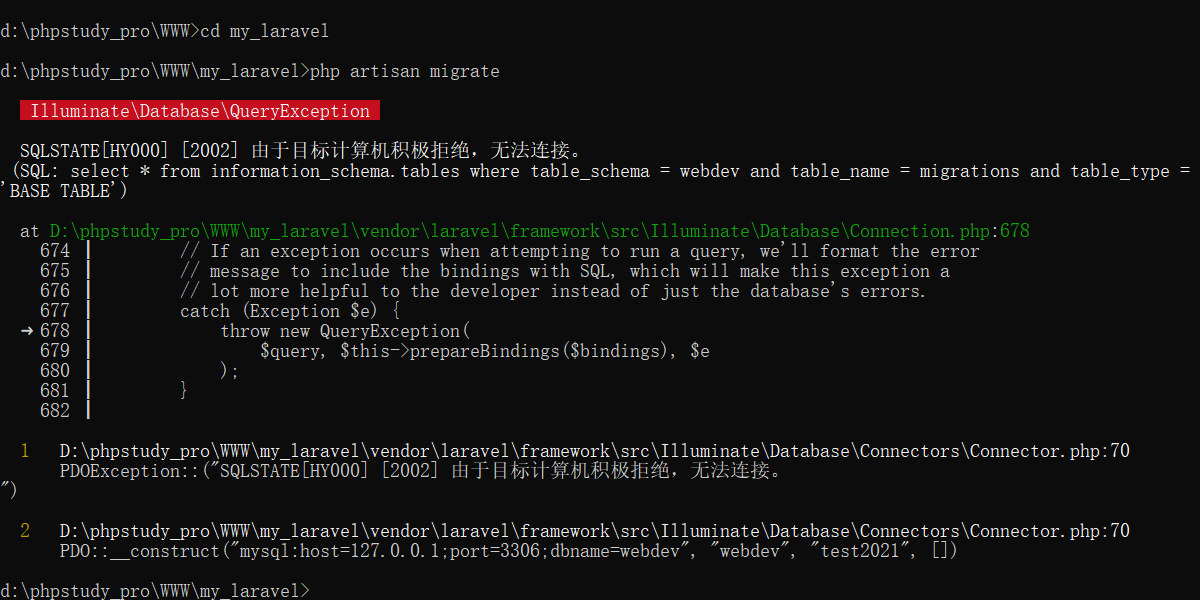 d:\phpstudy_pro\WWW>cd my_laravel
d:\phpstudy_pro\WWW\my_laravel>php artisan migrate
Illuminate\Database\QueryException
SQLSTATE[HY000] [2002] 由于目标计算机积极拒绝，无法连接。
(SQL: select * from information_schema.tables where table_schema = webdev and table_name = migrations and table_type =
'BASE TABLE')
at D:\phpstudy_pro\WWW\my_laravel\vendor\laravel\framework\src\Illuminate\Database\Connection.php:678
674 | // If an exception occurs when attempting to run a query, we'll format the error
675 | // message to include the bindings with SQL, which will make this exception a
676 | // lot more helpful to the developer instead of just the database's errors.
677 | catch (Exception $e) {
➜ 678 | throw new QueryException(
679 | $query, $this->prepareBindings($bindings), $e
680 | );
681 | }
682 |
1 D:\phpstudy_pro\WWW\my_laravel\vendor\laravel\framework\src\Illuminate\Database\Connectors\Connector.php:70
PDOException::("SQLSTATE[HY000] [2002] 由于目标计算机积极拒绝，无法连接。
")
2 D:\phpstudy_pro\WWW\my_laravel\vendor\laravel\framework\src\Illuminate\Database\Connectors\Connector.php:70
PDO::__construct("mysql:host=127.0.0.1;port=3306;dbname=webdev", "webdev", "test2021", [])
d:\phpstudy_pro\WWW\my_laravel>